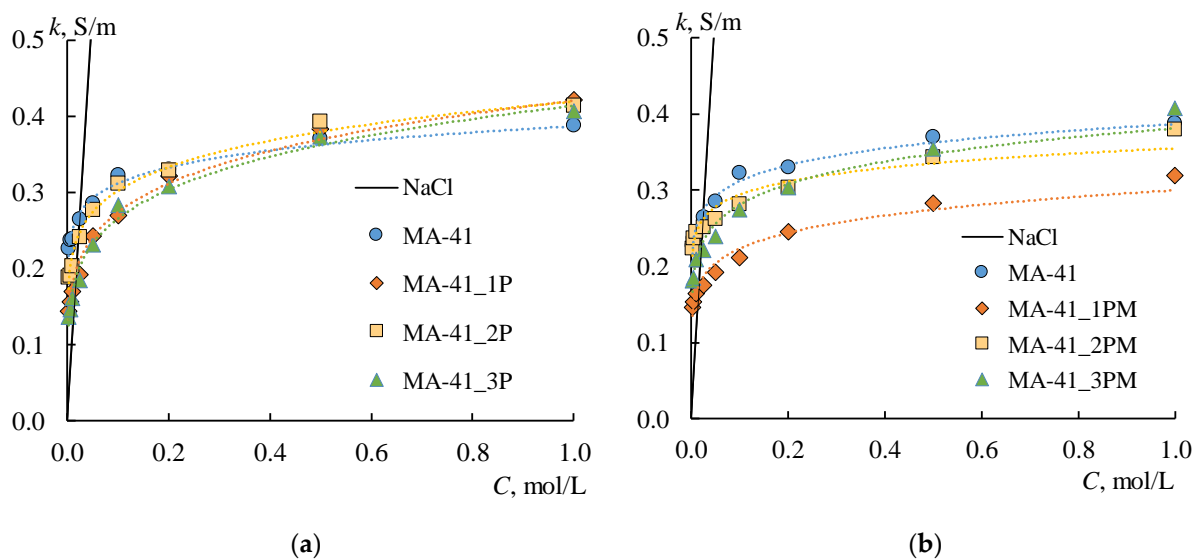 k, S/m
0.5
0.4
0.3
0.2
0.1
0.0
0.0 0.2 0.4 0.6 0.8 1.0
C, mol/L
NaCl
MA-41
MA-41_1P
MA-41_2P
MA-41_3P
(a)
k, S/m
0.5
0.4
0.3
0.2
0.1
0.0
0.0 0.2 0.4 0.6 0.8 1.0
C, mol/L
NaCl
MA-41
MA-41_1PM
MA-41_2PM
MA-41_3PM
(b)